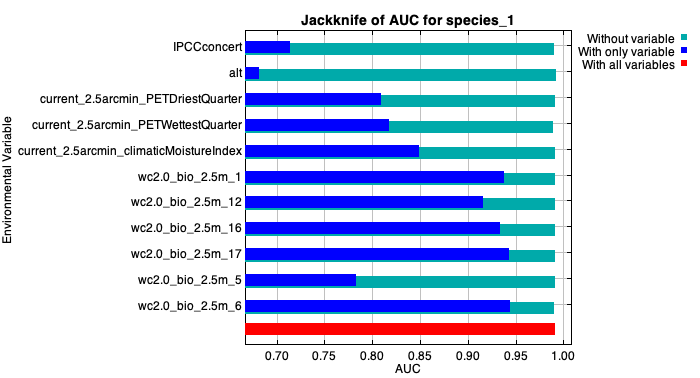 Jackknife of AUC for species_1
Without variable
With only variable
With all variables
Environmental Variable
IPCCconcert
alt
current_2.5arcmin_PETDriestQuarter
current_2.5arcmin_PETWettestQuarter
current_2.5arcmin_climaticMoistureIndex
wc2.0_bio_2.5m_1
wc2.0_bio_2.5m_12
wc2.0_bio_2.5m_16
wc2.0_bio_2.5m_17
wc2.0_bio_2.5m_5
wc2.0_bio_2.5m_6
0.70 0.75 0.80 0.85 0.90 0.95 1.00
AUC